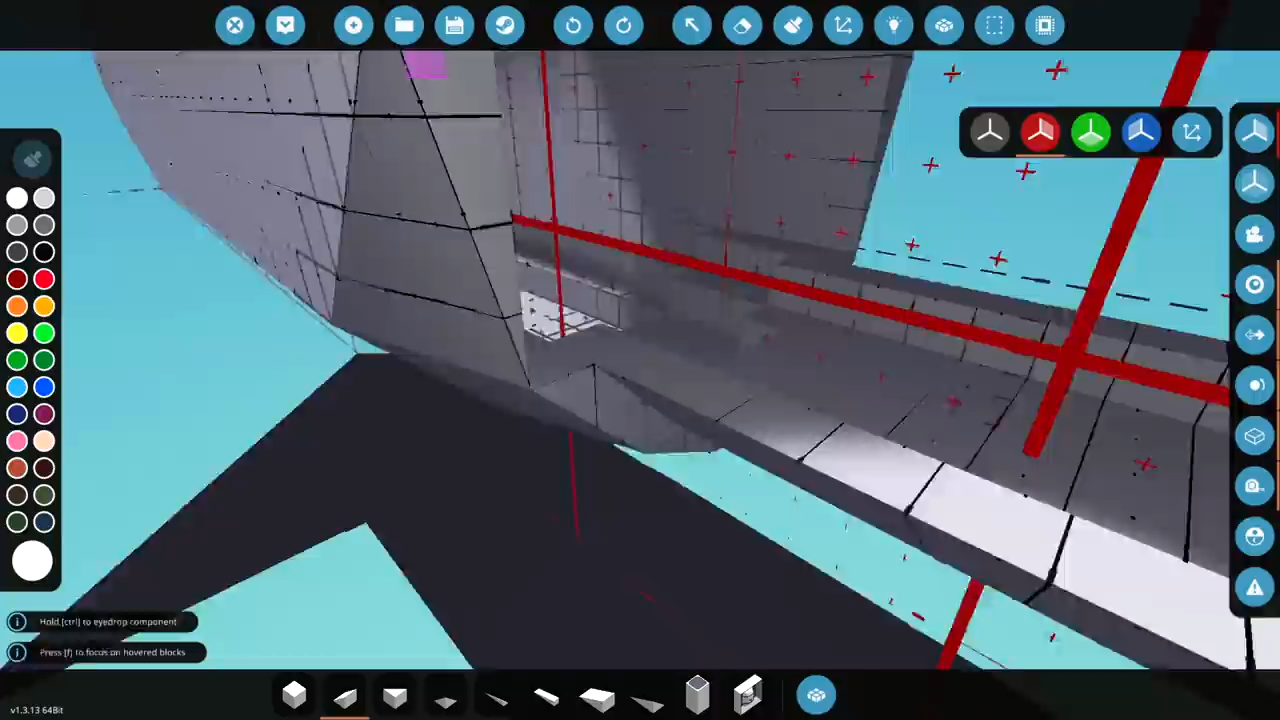 Hold [ctrl] to eyedrop component
Press [f] to focus on hovered blocks
v1.3.13 64Bit